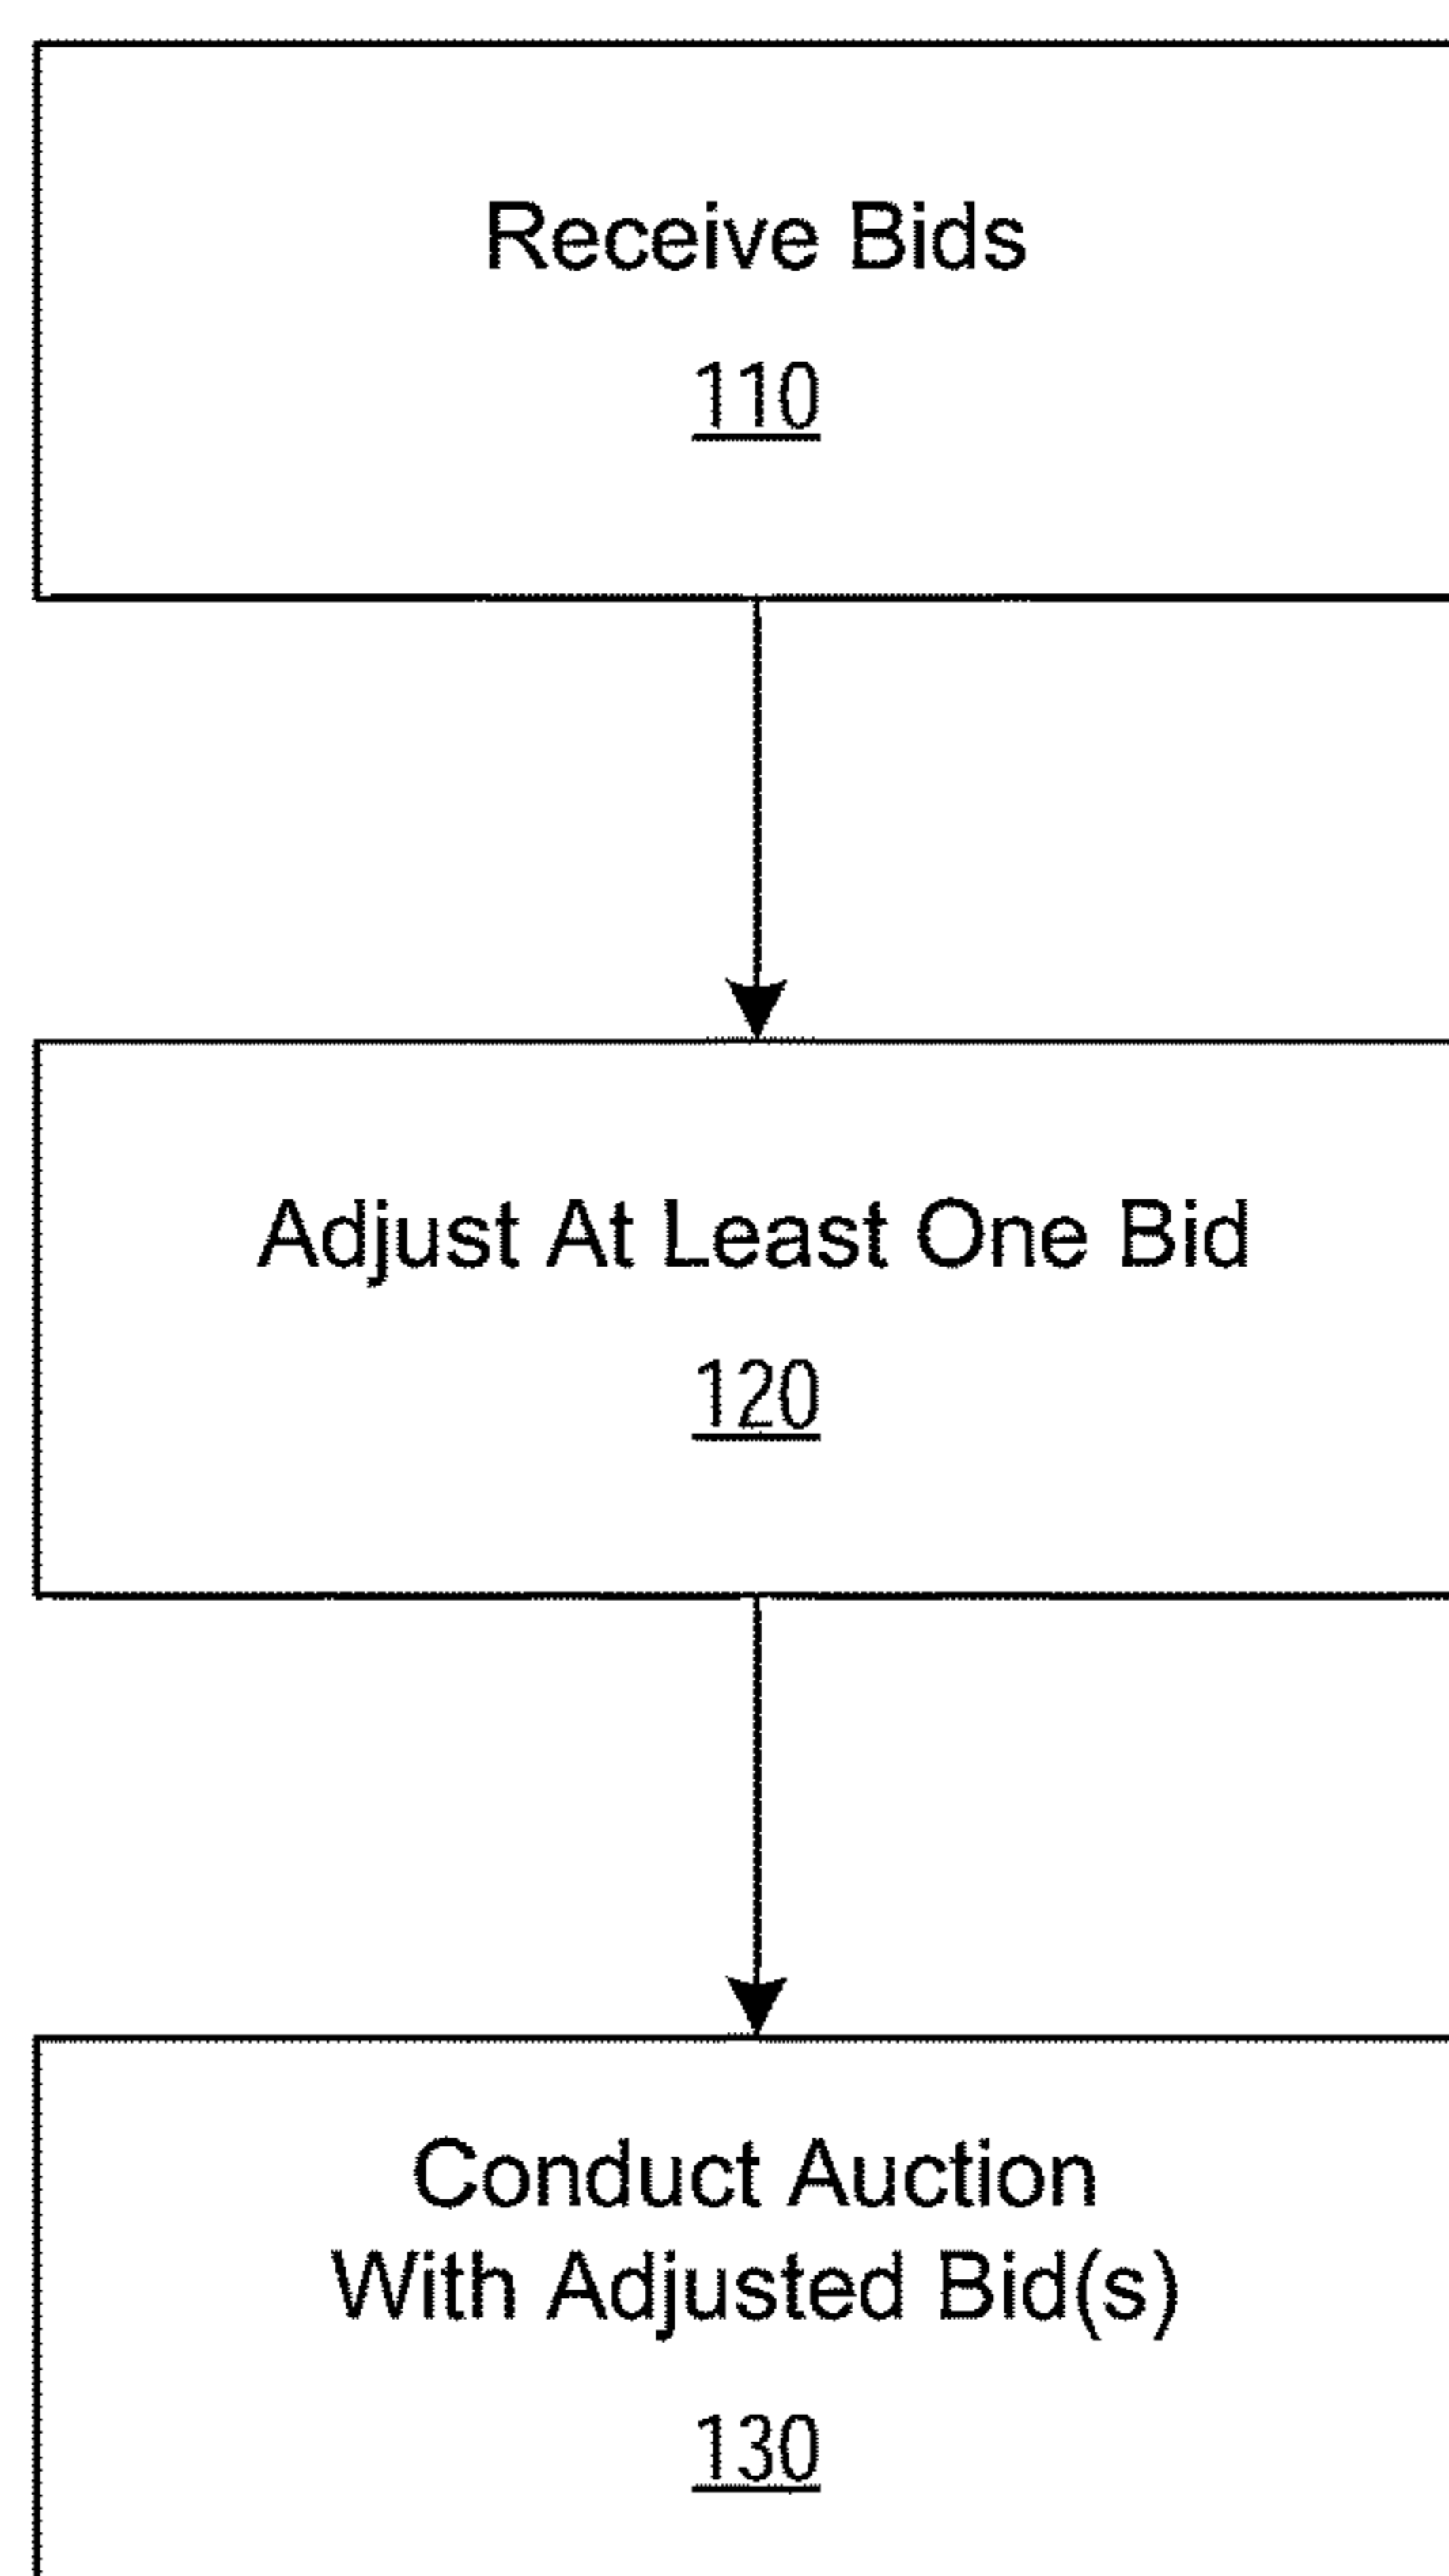 Receive Bids
110
Adjust At Least One Bid
120
Conduct Auction
With Adjusted Bid(s)
130